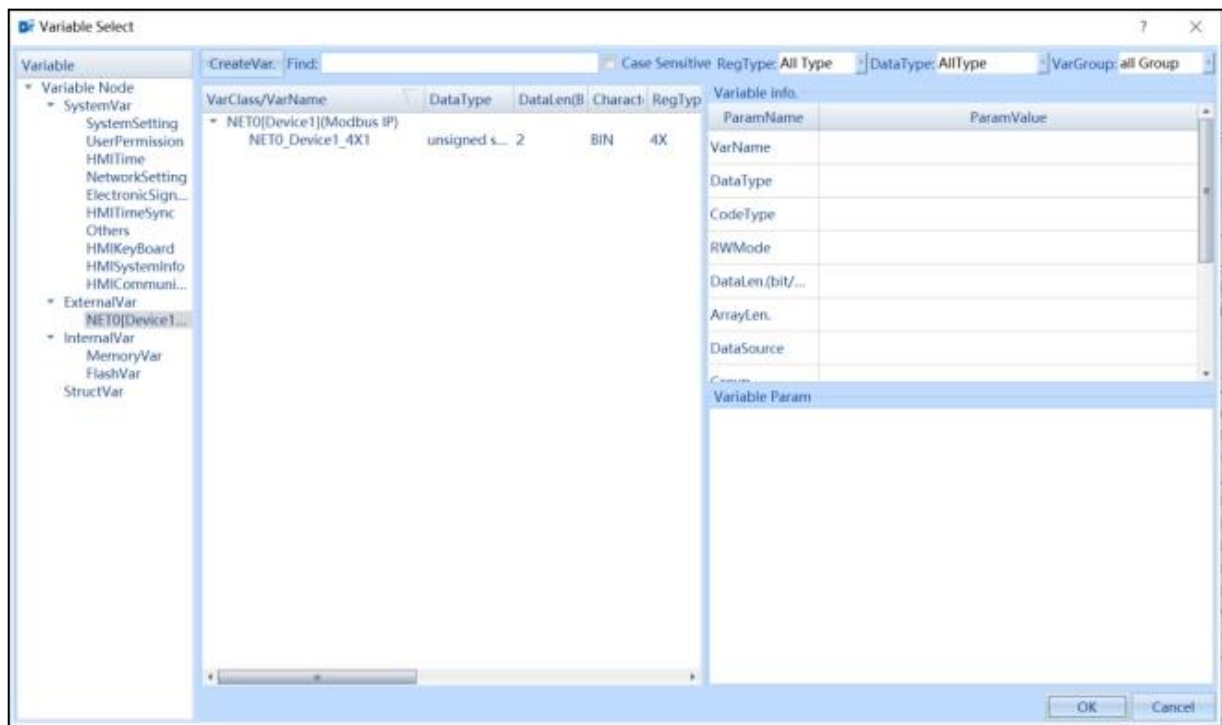 Variable Select
? ×
Variable
Variable Node
SystemVar
SystemSetting
UserPermission
HMITime
NetworkSetting
ElectronicSign...
HMITimeSync
Others
HMIKeyBoard
HMISystemInfo
HMICommuni...
ExternalVar
NET0[Device1...
InternalVar
MemoryVar
FlashVar
StructVar
CreateVar. Find: Case Sensitive RegType: All Type DataType: AllType VarGroup: all Group
VarClass/VarName DataType DataLen(B Charact RegTyp
NET0[Device1](Modbus IP)
NET0_Device1_4X1 unsigned s... 2 BIN 4X
Variable info.
ParamName ParamValue
VarName
DataType
CodeType
RWMode
DataLen.(bit/...
ArrayLen.
DataSource
Variable Param
OK Cancel